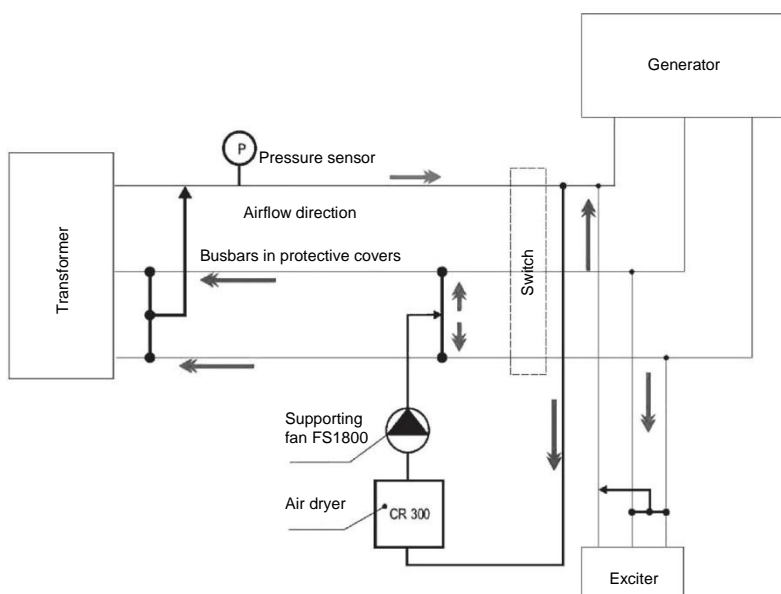 Generator
P
Pressure sensor
Airflow direction
Transformer
Busbars in protective covers
Switch
Supporting
fan FS1800
Air dryer
CR 300
Exciter